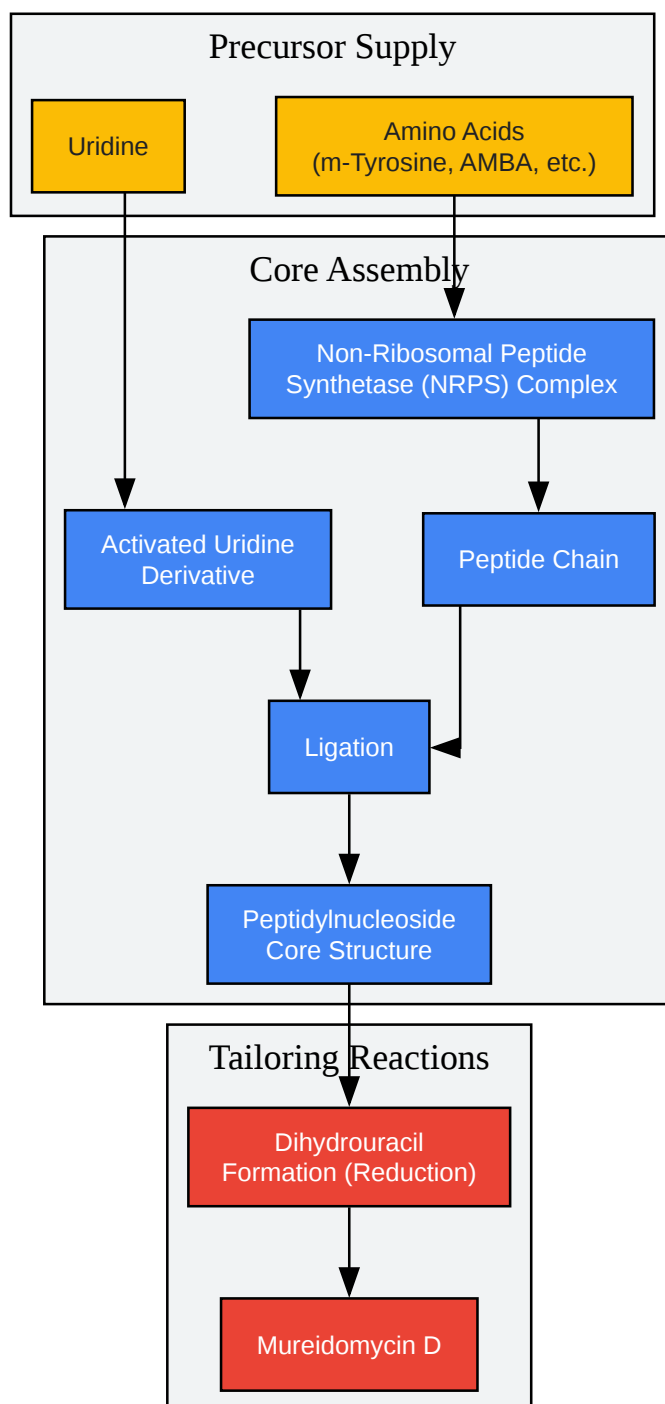 Precursor Supply
Uridine
Amino Acids
(m-Tyrosine, AMBA, etc.)
Core Assembly
Non-Ribosomal Peptide
Synthetase (NRPS) Complex
Activated Uridine
Derivative
Peptide Chain
Ligation
Peptidylnucleoside
Core Structure
Tailoring Reactions
Dihydrouracil
Formation (Reduction)
Mureidomycin D